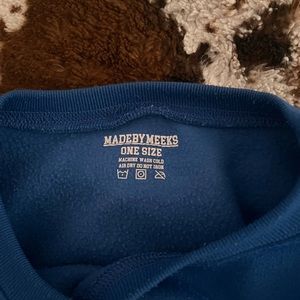 MADEBYMEEKS
ONE SIZE
MACHINE WASH COLD
AIR DRY DO NOT IRON